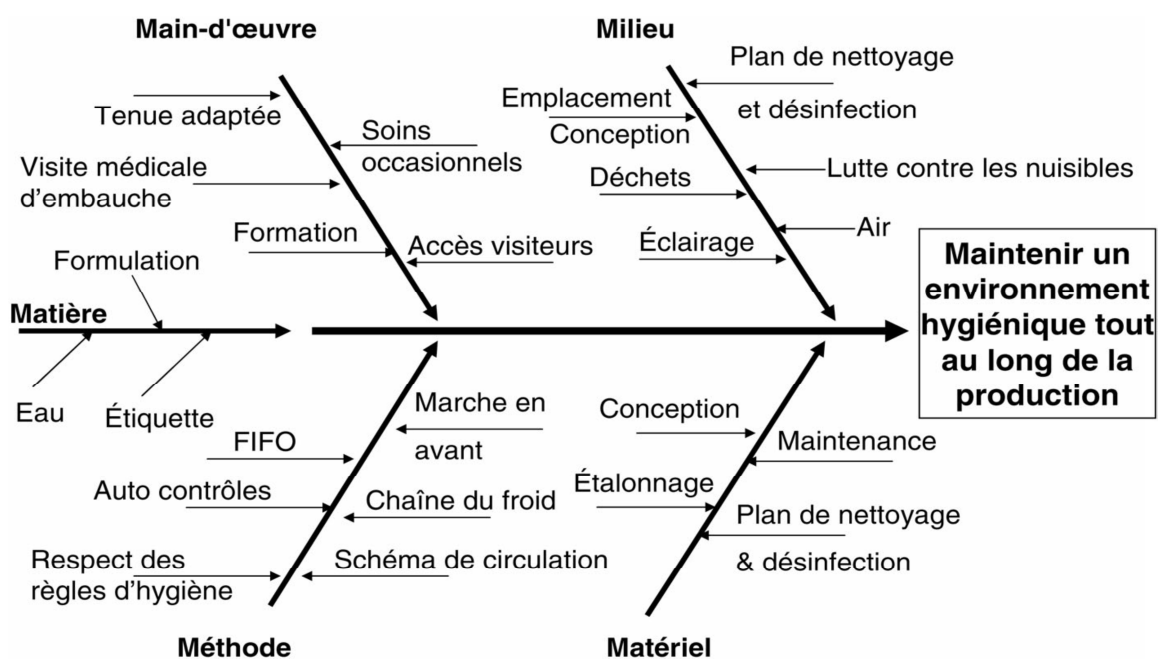 Main-d'œuvre
Milieu
Plan de nettoyage
et désinfection
Tenue adaptée
Emplacement
Conception
Soins
occasionnels
Visite médicale
d’embauche
Déchets
Lutte contre les nuisibles
Formation
Accès visiteurs
Éclairage
Air
Formulation
Matière
Maintenir un
environnement
hygiénique tout
au long de la
production
Eau
Étiquette
Marche en
avant
Conception
FIFO
Maintenance
Auto contrôles
Chaîne du froid
Étalonnage
Plan de nettoyage
& désinfection
Respect des
règles d’hygiène
Schéma de circulation
Méthode
Matériel